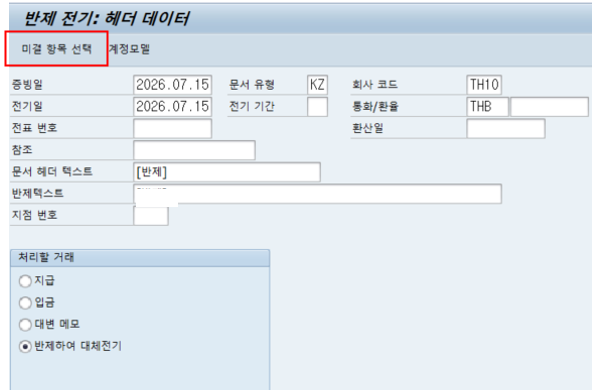 반제 전기: 헤더 데이터
미결 항목 선택 계정모델
증빙일 2026.07.15 문서 유형 KZ 회사 코드 TH10
전기일 2026.07.15 전기 기간 통화/환율 THB
전표 번호 환산일
참조
문서 헤더 텍스트 [반제]
반제텍스트
지점 번호
처리할 거래
지급
입금
대변 메모
반제하여 대체전기